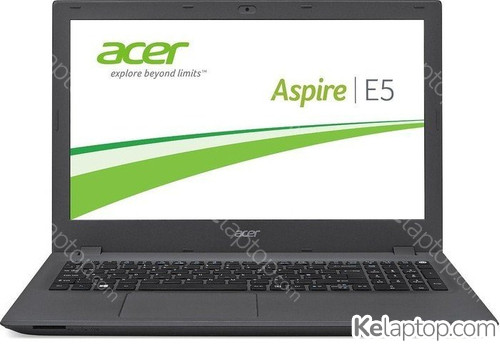 acer
explore beyond limits™
Aspire | E5
acer
Kelaptop.com